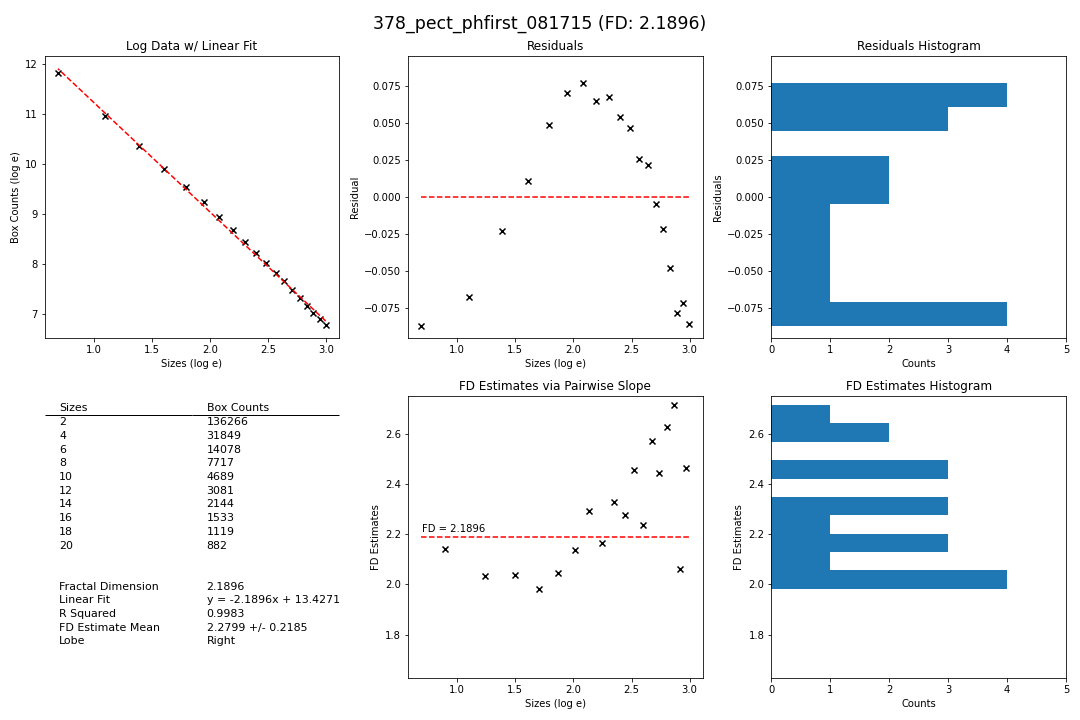 378_pect_phfirst_081715 (FD: 2.1896)
Log Data w/ Linear Fit
12
11
10
9
8
7
Box Counts (log e)
1.0 1.5 2.0 2.5 3.0
Sizes (log e)
Residuals
0.075
0.050
0.025
0.000
−0.025
−0.050
−0.075
Residual
1.0 1.5 2.0 2.5 3.0
Sizes (log e)
Residuals Histogram
0.075
0.050
0.025
0.000
−0.025
−0.050
−0.075
Residuals
0 1 2 3 4 5
Counts
Sizes Box Counts
2 136266
4 31849
6 14078
8 7717
10 4689
12 3081
14 2144
16 1533
18 1119
20 882
Fractal Dimension 2.1896
Linear Fit y = -2.1896x + 13.4271
R Squared 0.9983
FD Estimate Mean 2.2799 +/- 0.2185
Lobe Right
FD Estimates via Pairwise Slope
2.6
2.4
2.2
2.0
1.8
FD Estimates
FD = 2.1896
1.0 1.5 2.0 2.5 3.0
Sizes (log e)
FD Estimates Histogram
2.6
2.4
2.2
2.0
1.8
FD Estimates
0 1 2 3 4 5
Counts